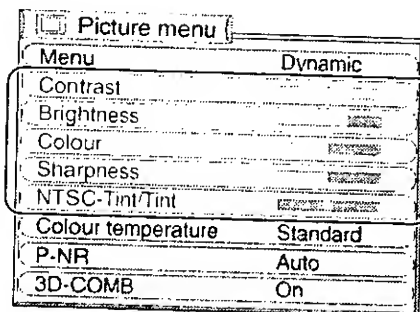 Picture menu
Menu Dynamic
Contrast
Brightness
Colour
Sharpness
NTSC-Tint/Tint
Colour temperature Standard
P-NR Auto
3D-COMB On